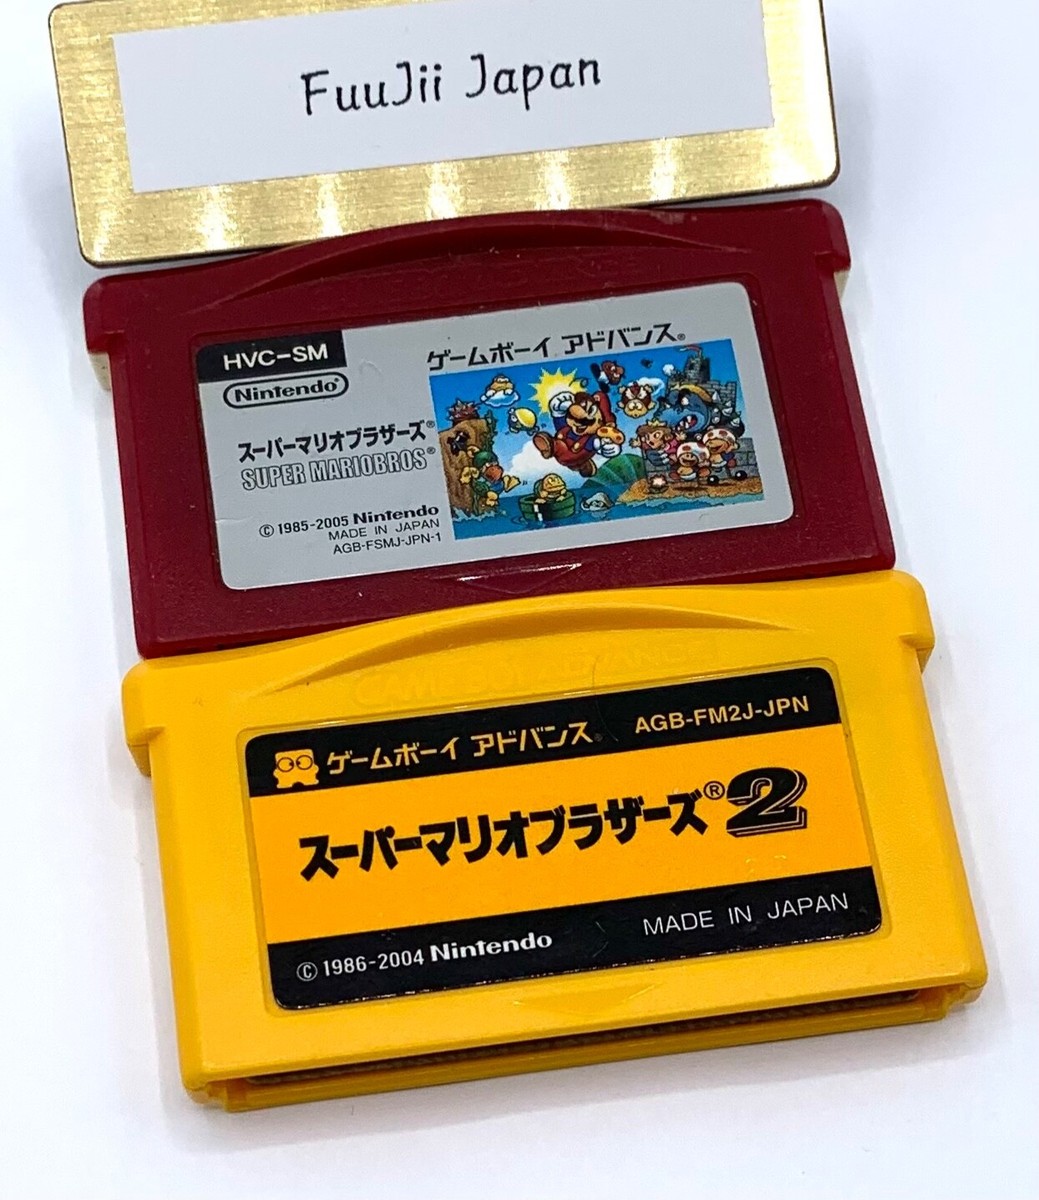 FuuJii Japan
HVC-SM
Nintendo®
ゲームボーイ アドバンス®
スーパーマリオブラザーズ®
SUPER MARIOBROS®
© 1985-2005 Nintendo
MADE IN JAPAN
AGB-FSMJ-JPN-1
GAME BOY ADVANCE
ゲームボーイ アドバンス®
AGB-FM2J-JPN
スーパーマリオブラザーズ®2
© 1986-2004 Nintendo
MADE IN JAPAN